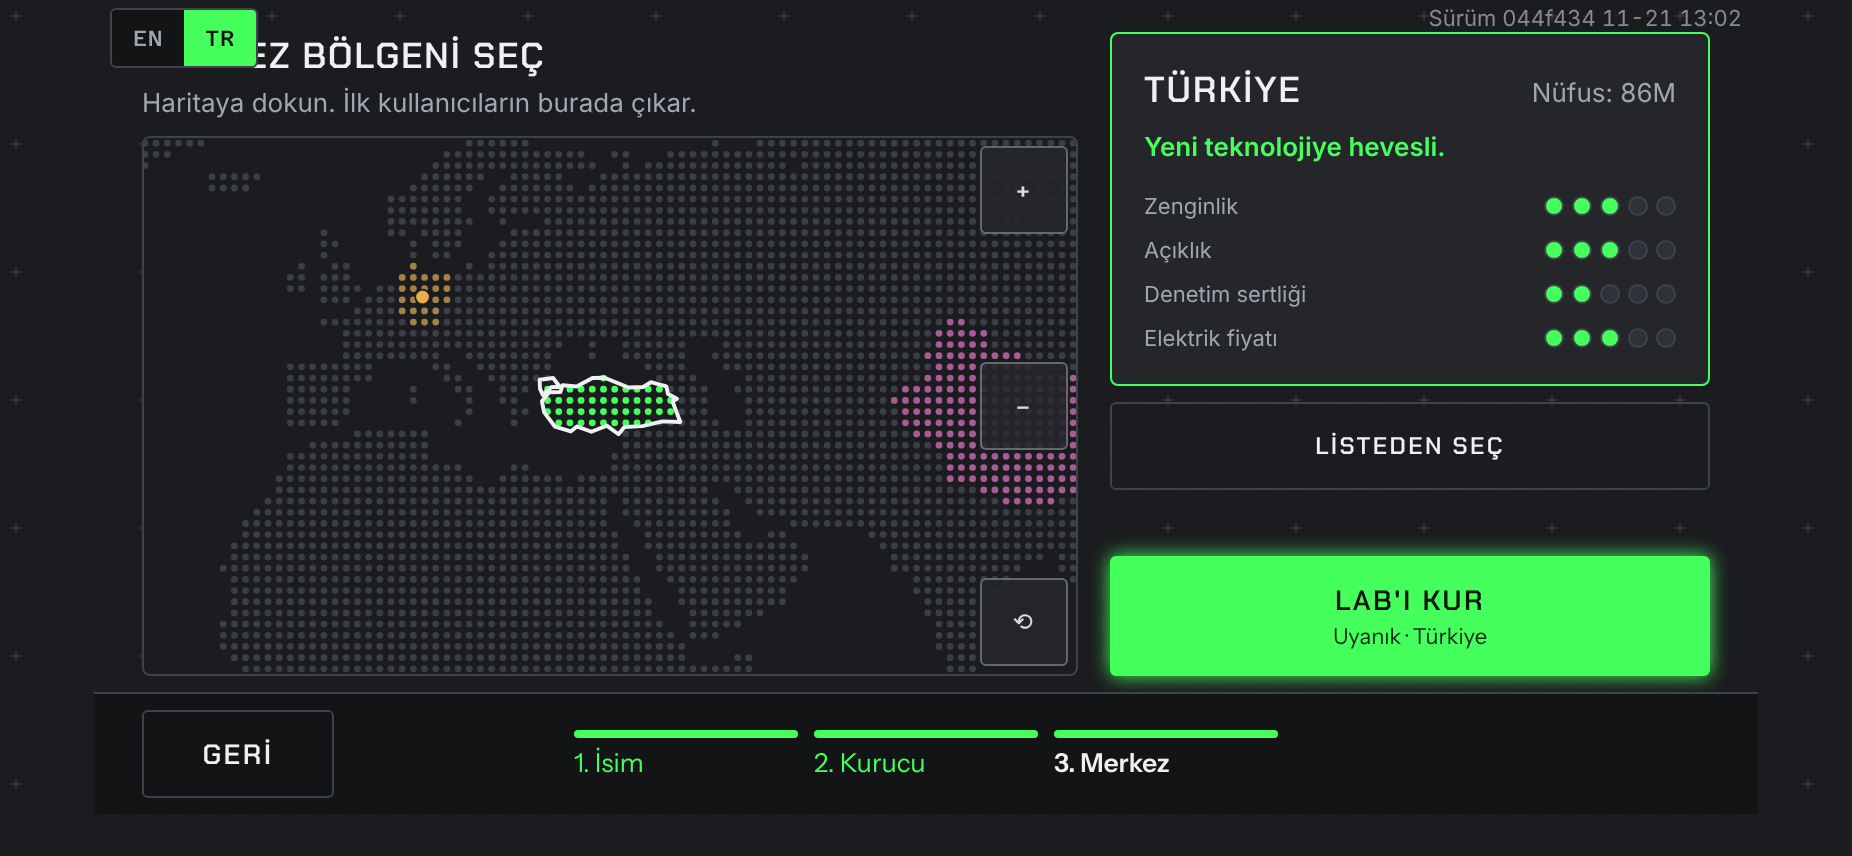 EN TR
Sürüm 044f434 11-21 13:02
EZ BÖLGENİ SEÇ
Haritaya dokun. İlk kullanıcıların burada çıkar.
+
−
⟲
TÜRKİYE
Nüfus: 86M
Yeni teknolojiye hevesli.
Zenginlik
Açıklık
Denetim sertliği
Elektrik fiyatı
LİSTEDEN SEÇ
LAB'I KUR
Uyanık · Türkiye
GERİ
1. İsim
2. Kurucu
3. Merkez